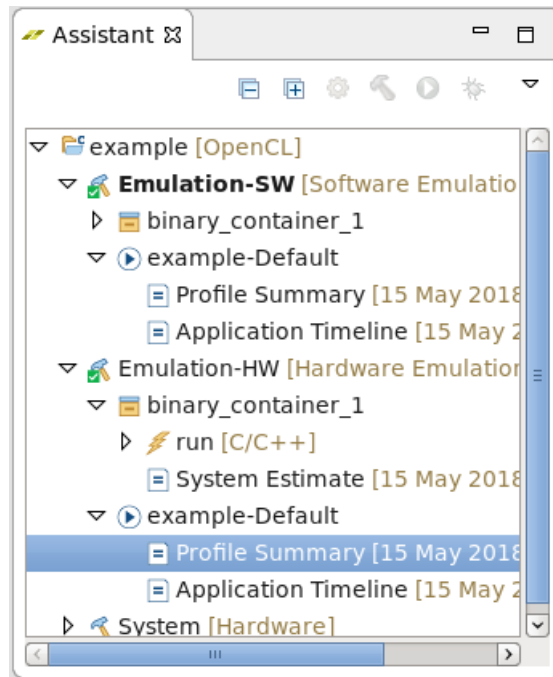 Assistant
example [OpenCL]
Emulation-SW [Software Emulatio
binary_container_1
example-Default
Profile Summary [15 May 2018
Application Timeline [15 May 2
Emulation-HW [Hardware Emulation
binary_container_1
run [C/C++]
System Estimate [15 May 2018
example-Default
Profile Summary [15 May 2018
Application Timeline [15 May 2
System [Hardware]